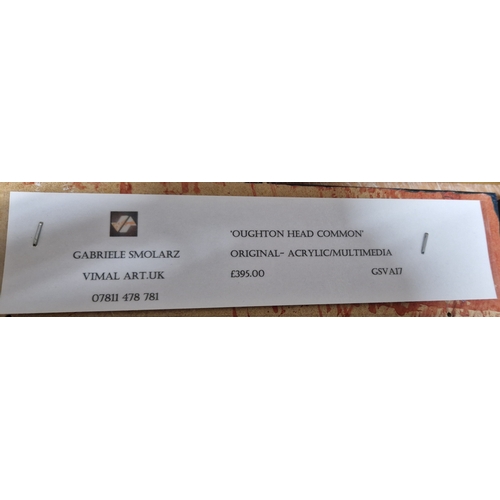 GABRIELE SMOLARZ
VIMAL ART.UK
07811 478 781
'OUGHTON HEAD COMMON'
ORIGINAL- ACRYLIC/MULTIMEDIA
£395.00 GSVA17